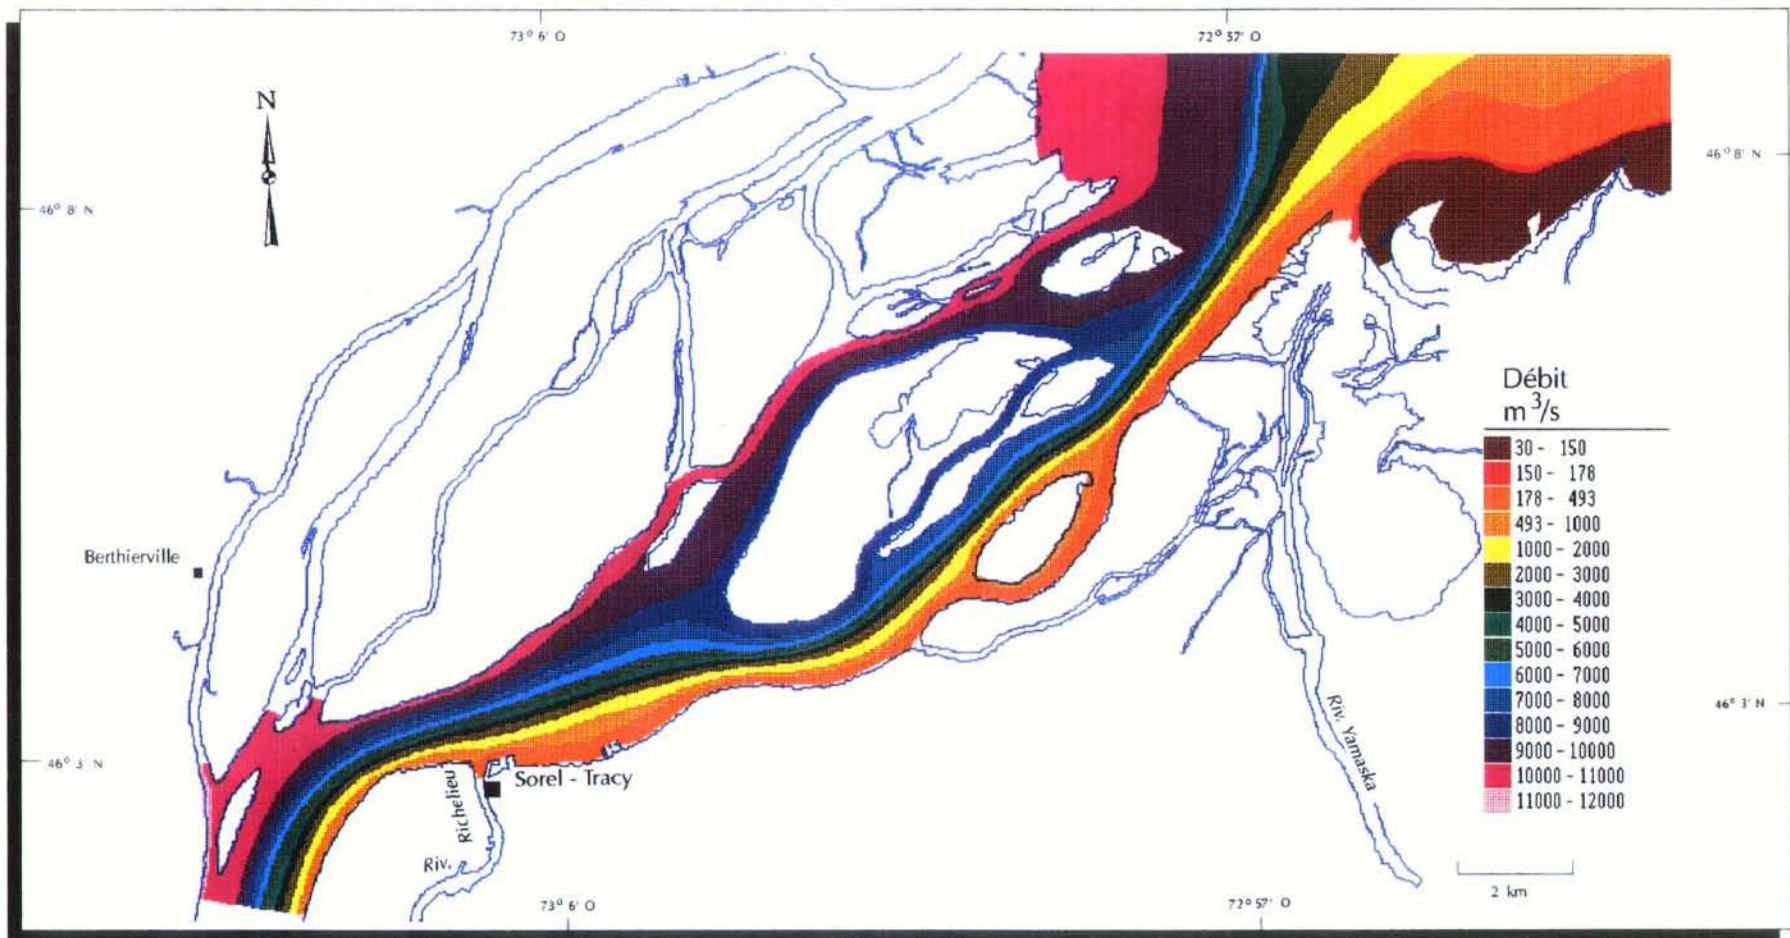 73° 6' O
72° 57' O
N
46° 8' N
46° 8' N
Débit
m³/s
30 - 150
150 - 178
178 - 493
493 - 1000
1000 - 2000
2000 - 3000
3000 - 4000
4000 - 5000
5000 - 6000
6000 - 7000
7000 - 8000
8000 - 9000
9000 - 10000
10000 - 11000
11000 - 12000
Berthierville
Riv. Yamaska
46° 3' N
46° 3' N
Sorel - Tracy
Riv. Richelieu
2 km
73° 6' O
72° 57' O